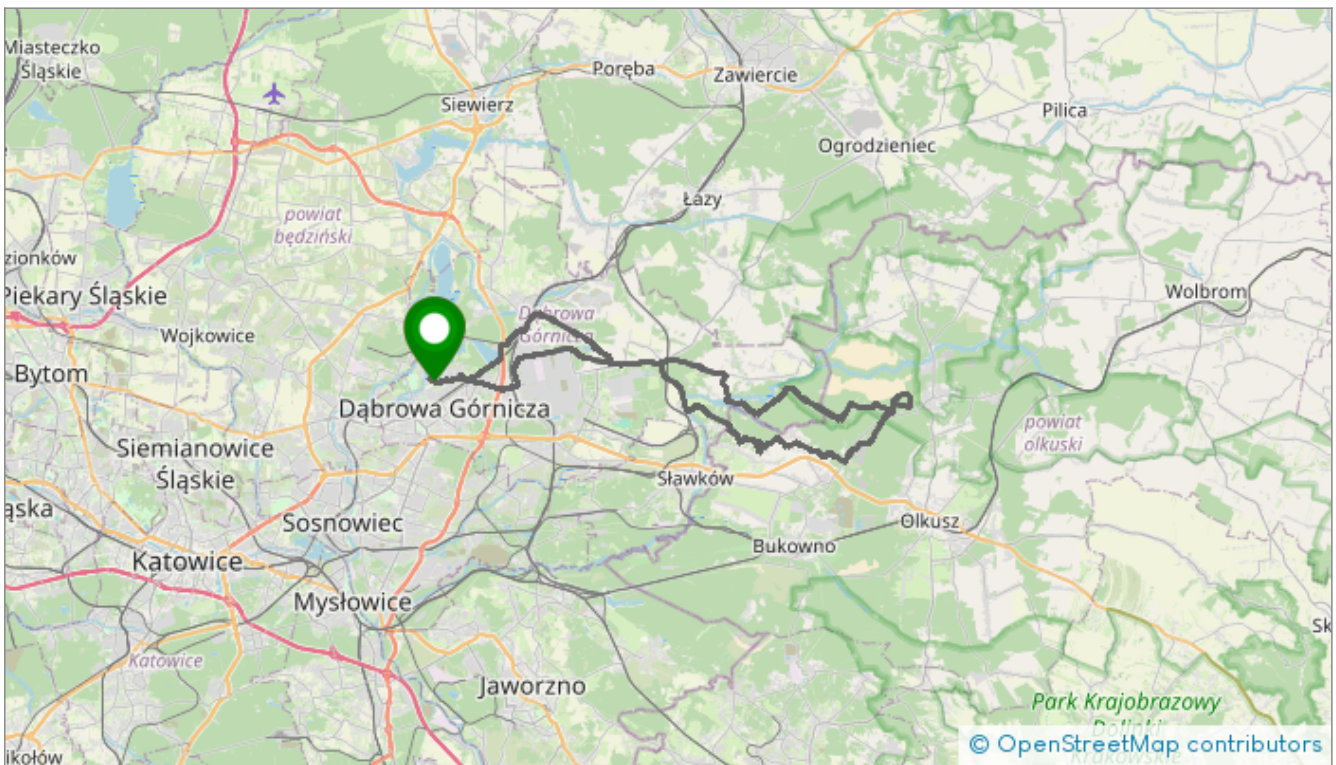 Miasteczko
Śląskie
Poręba
Zawiercie
Siewierz
Pilica
Ogrodzieniec
Łazy
powiat
będziński
zionków
Piekary Śląskie
Wolbrom
Dąbrowa
Górnicza
Wojkowice
Bytom
Dąbrowa Górnicza
powiat
olkuski
Siemianowice
Śląskie
Sławków
ąska
Sosnowiec
Olkusz
Katowice
Bukowno
Mysłowice
Sk
Katowice
Jaworzno
Park Krajobrazowy
Dolinki
Krakowskie
ikołów
© OpenStreetMap contributors